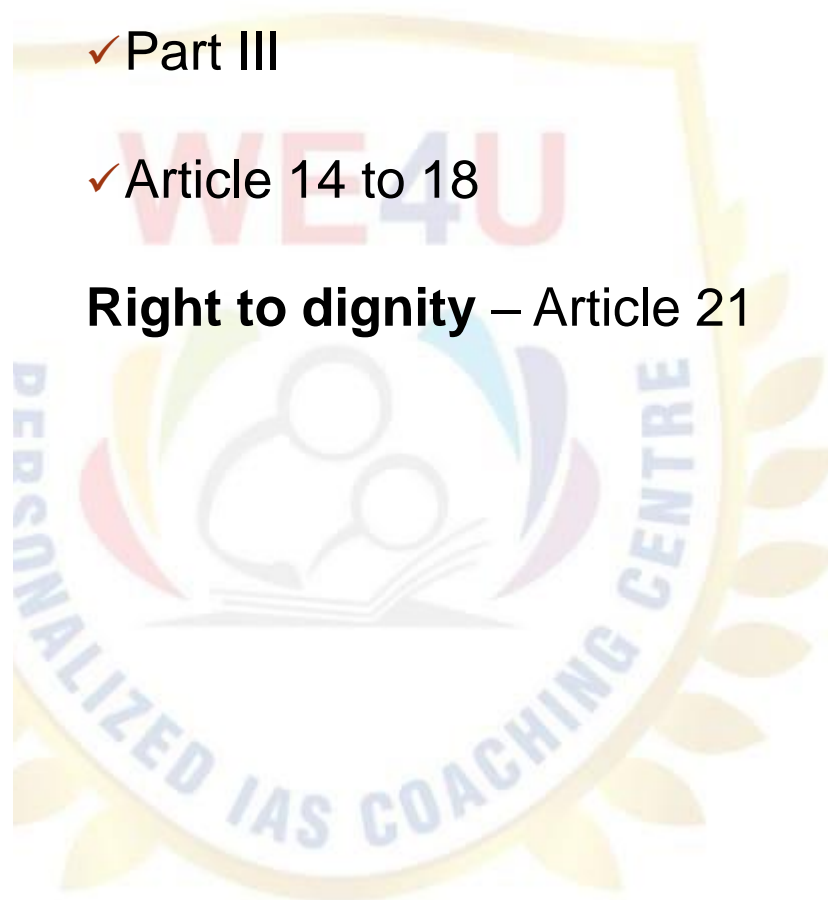 ✓Part III
✓Article 14 to 18
Right to dignity – Article 21
WE4U
PERSONALIZED IAS COACHING CENTRE